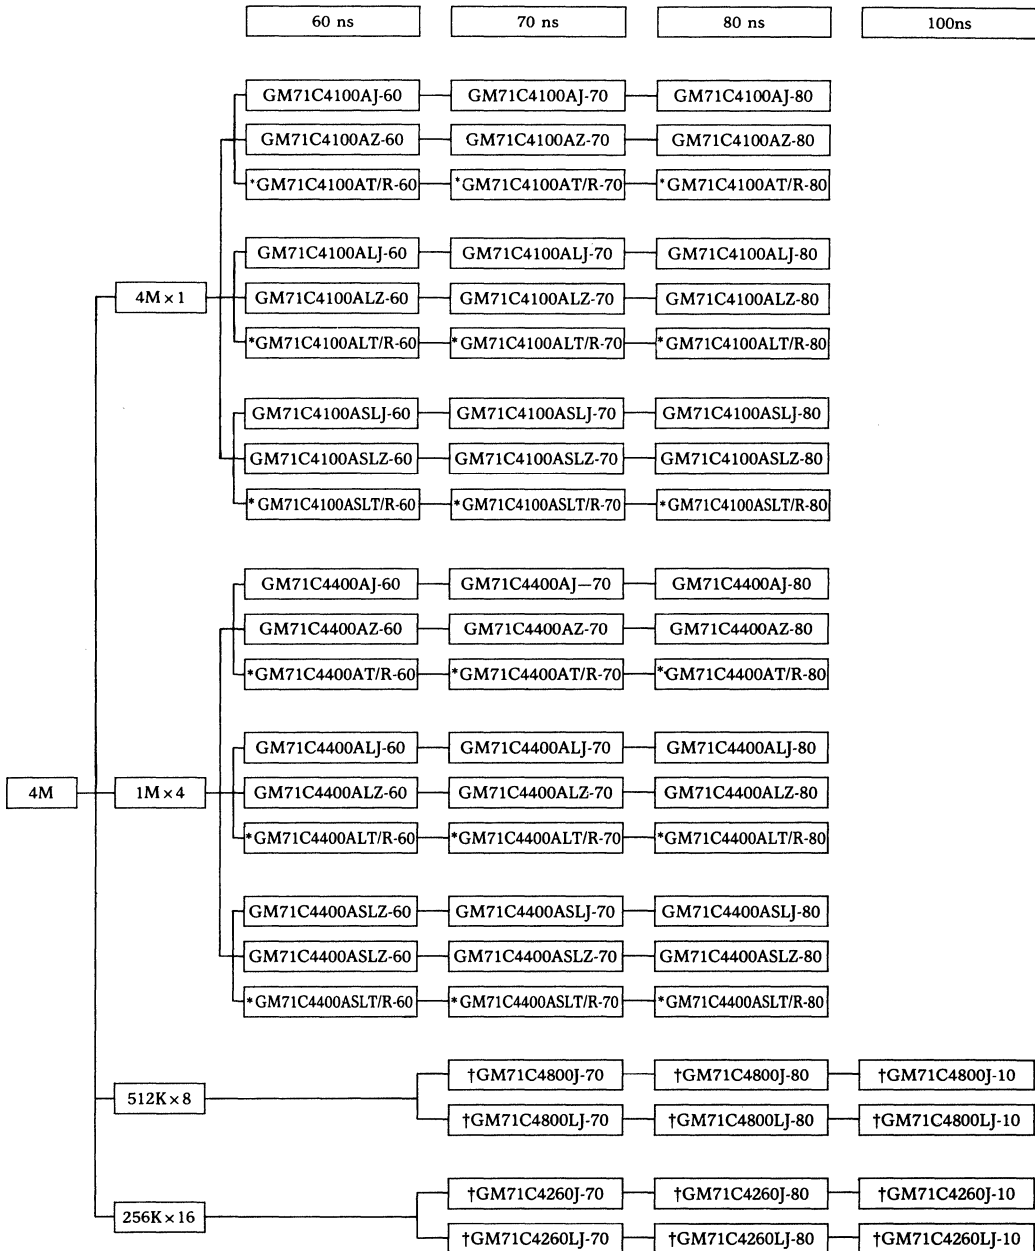 60 ns 70 ns 80 ns 100ns
GM71C4100AJ-60 GM71C4100AJ-70 GM71C4100AJ-80
GM71C4100AZ-60 GM71C4100AZ-70 GM71C4100AZ-80
*GM71C4100AT/R-60 *GM71C4100AT/R-70 *GM71C4100AT/R-80
GM71C4100ALJ-60 GM71C4100ALJ-70 GM71C4100ALJ-80
4M×1 GM71C4100ALZ-60 GM71C4100ALZ-70 GM71C4100ALZ-80
*GM71C4100ALT/R-60 *GM71C4100ALT/R-70 *GM71C4100ALT/R-80
GM71C4100ASLJ-60 GM71C4100ASLJ-70 GM71C4100ASLJ-80
GM71C4100ASLZ-60 GM71C4100ASLZ-70 GM71C4100ASLZ-80
*GM71C4100ASLT/R-60 *GM71C4100ASLT/R-70 *GM71C4100ASLT/R-80
GM71C4400AJ-60 GM71C4400AJ—70 GM71C4400AJ-80
GM71C4400AZ-60 GM71C4400AZ-70 GM71C4400AZ-80
*GM71C4400AT/R-60 *GM71C4400AT/R-70 *GM71C4400AT/R-80
GM71C4400ALJ-60 GM71C4400ALJ-70 GM71C4400ALJ-80
4M 1M×4 GM71C4400ALZ-60 GM71C4400ALZ-70 GM71C4400ALZ-80
*GM71C4400ALT/R-60 *GM71C4400ALT/R-70 *GM71C4400ALT/R-80
GM71C4400ASLZ-60 GM71C4400ASLJ-70 GM71C4400ASLJ-80
GM71C4400ASLZ-60 GM71C4400ASLZ-70 GM71C4400ASLZ-80
*GM71C4400ASLT/R-60 *GM71C4400ASLT/R-70 *GM71C4400ASLT/R-80
†GM71C4800J-70 †GM71C4800J-80 †GM71C4800J-10
512K×8
†GM71C4800LJ-70 †GM71C4800LJ-80 †GM71C4800LJ-10
†GM71C4260J-70 †GM71C4260J-80 †GM71C4260J-10
256K×16
†GM71C4260LJ-70 †GM71C4260LJ-80 †GM71C4260LJ-10